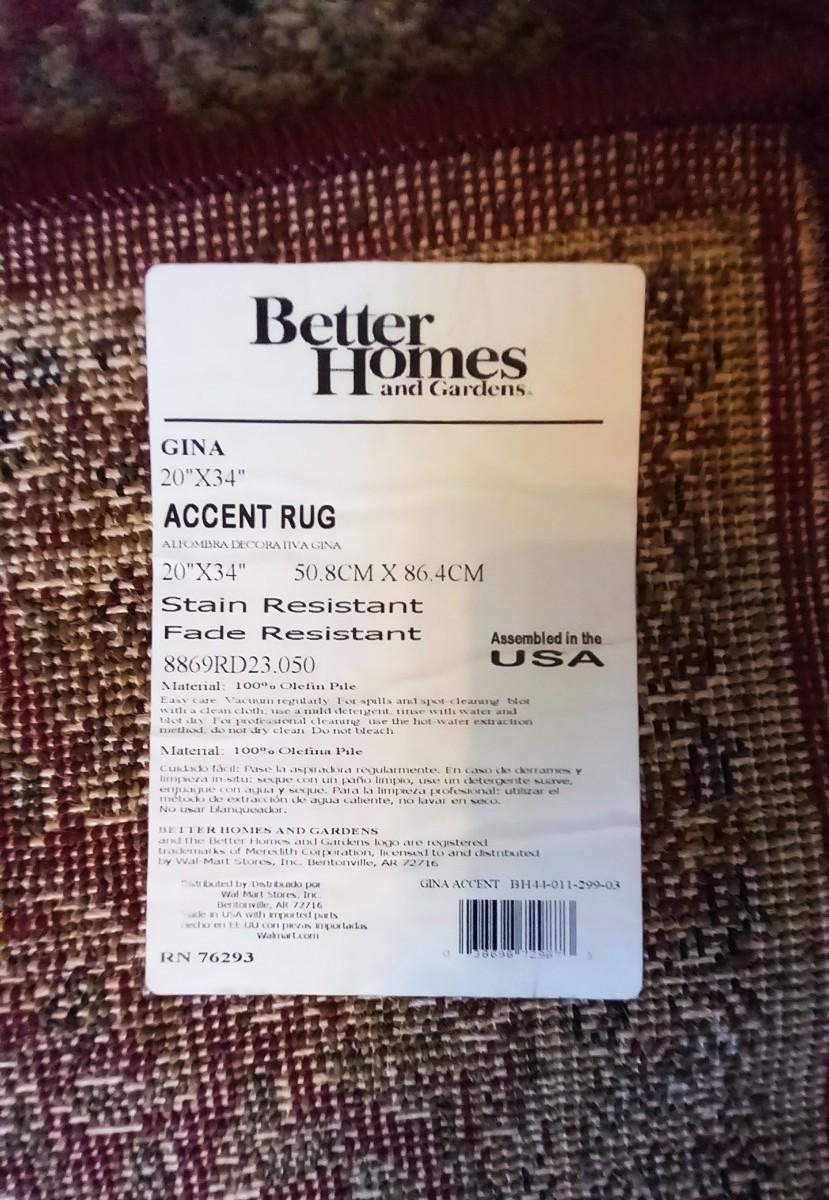 Better
Homes
and Gardens
GINA
20"X34"
ACCENT RUG
ALFOMBRA DECORATIVA GINA
20"X34" 50.8CM X 86.4CM
Stain Resistant
Fade Resistant
Assembled in the
USA
8869RD23.050
Material: 100% Olefin Pile
Easy care Vacuum regularly For spills and spot-cleaning blot
with a clean cloth, use a mild detergent, rinse with water and
blot dry. For professional cleaning use the hot-water extraction
method, do not dry clean. Do not bleach.
Material: 100% Olefina Pile
Cuidado fácil: Pase la aspiradora regularmente. En caso de derrames y
limpieza in situ: seque con un paño limpio, use un detergente suave,
enjuague con agua y seque. Para la limpieza profesional: utilizar el
método de extracción de agua caliente, no lavar en seco.
No usar blanqueador.
BETTER HOMES AND GARDENS
and the Better Homes and Gardens logo are registered
trademarks of Meredith Corporation, licensed to and distributed
by Wal-Mart Stores, Inc. Bentonville, AR 72716
Distributed by Distribuido por
Wal Mart Stores, Inc.
Bentonville, AR 72716
ade in USA with imported parts
echo en EE UU con piezas importadas
Walmart.com
RN 76293
GINA ACCENT BH44-011-299-03
0 3